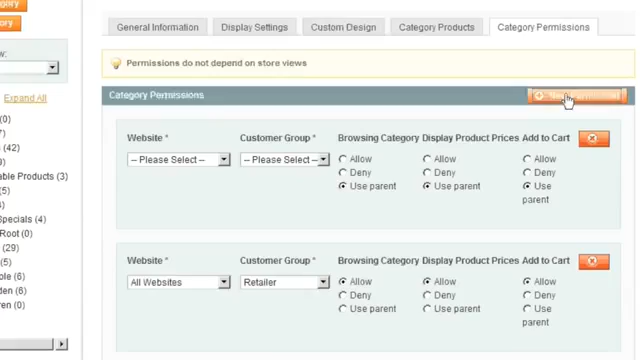 General Information
Display Settings
Custom Design
Category Products
Category Permissions
Permissions do not depend on store views
Expand All
(0)
7)
(42)
9)
able Products (3)
(5)
Specials (4)
Root (0)
(29)
(5)
(6)
den (6)
ren (0)
Category Permissions
Website *
Customer Group *
Browsing Category
Display Product Prices
Add to Cart
-- Please Select --
-- Please Select --
Allow
Deny
Use parent
Allow
Deny
Use parent
Allow
Deny
Use
parent
Website *
Customer Group *
Browsing Category
Display Product Prices
Add to Cart
All Websites
Retailer
Allow
Deny
Use parent
Allow
Deny
Use parent
Allow
Deny
Use
parent